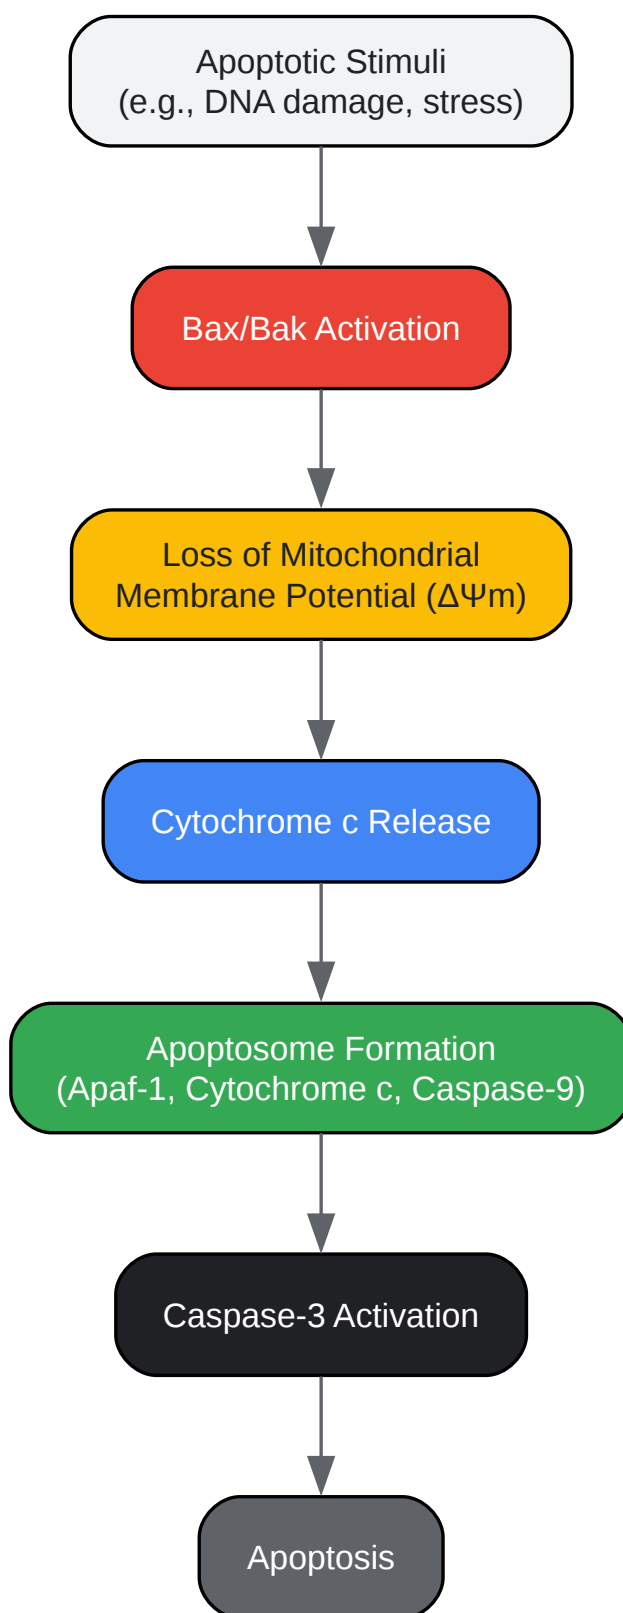 Apoptotic Stimuli
(e.g., DNA damage, stress)
Bax/Bak Activation
Loss of Mitochondrial
Membrane Potential (ΔΨm)
Cytochrome c Release
Apoptosome Formation
(Apaf-1, Cytochrome c, Caspase-9)
Caspase-3 Activation
Apoptosis